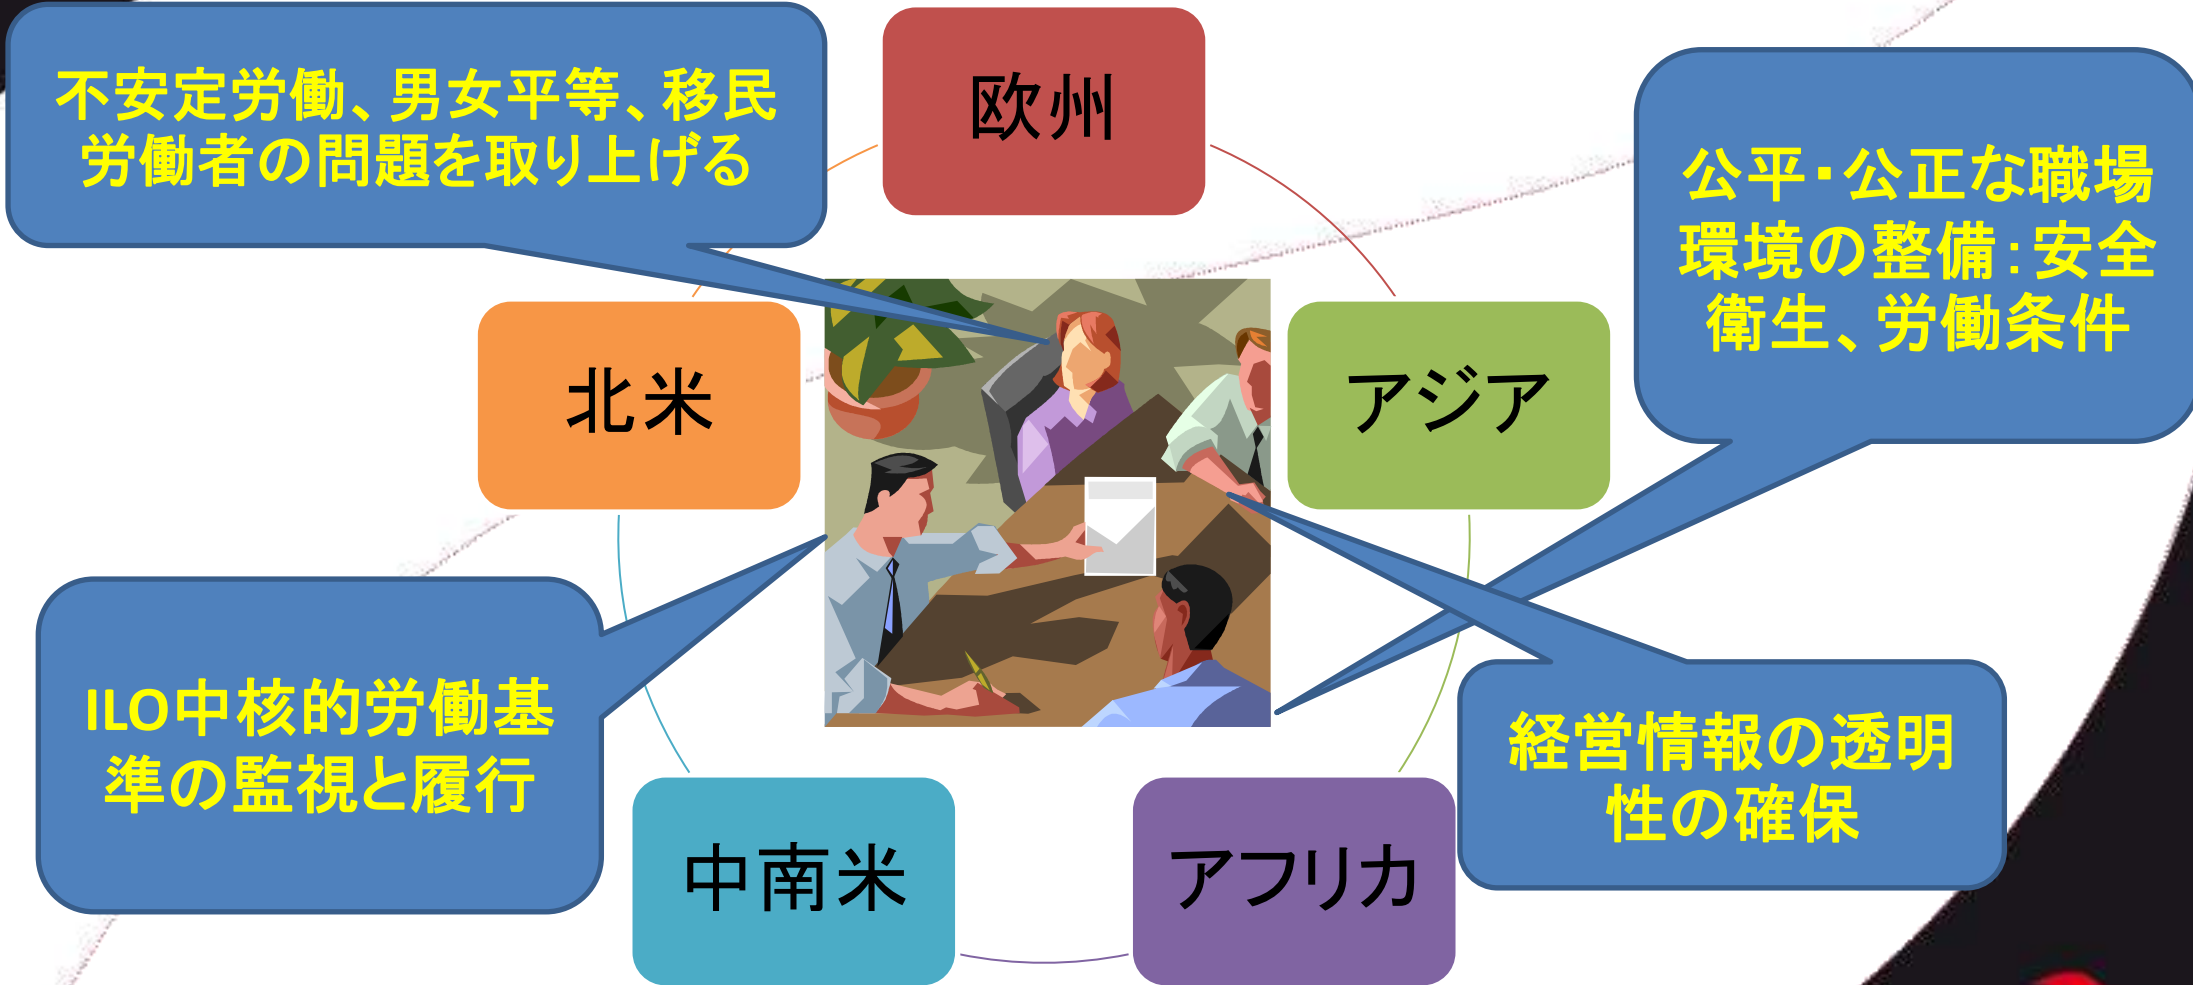 不安定労働、男女平等、移民
労働者の問題を取り上げる
欧州
公平・公正な職場
環境の整備：安全
衛生、労働条件
北米
アジア
ILO中核的労働基
準の監視と履行
経営情報の透明
性の確保
中南米
アフリカ